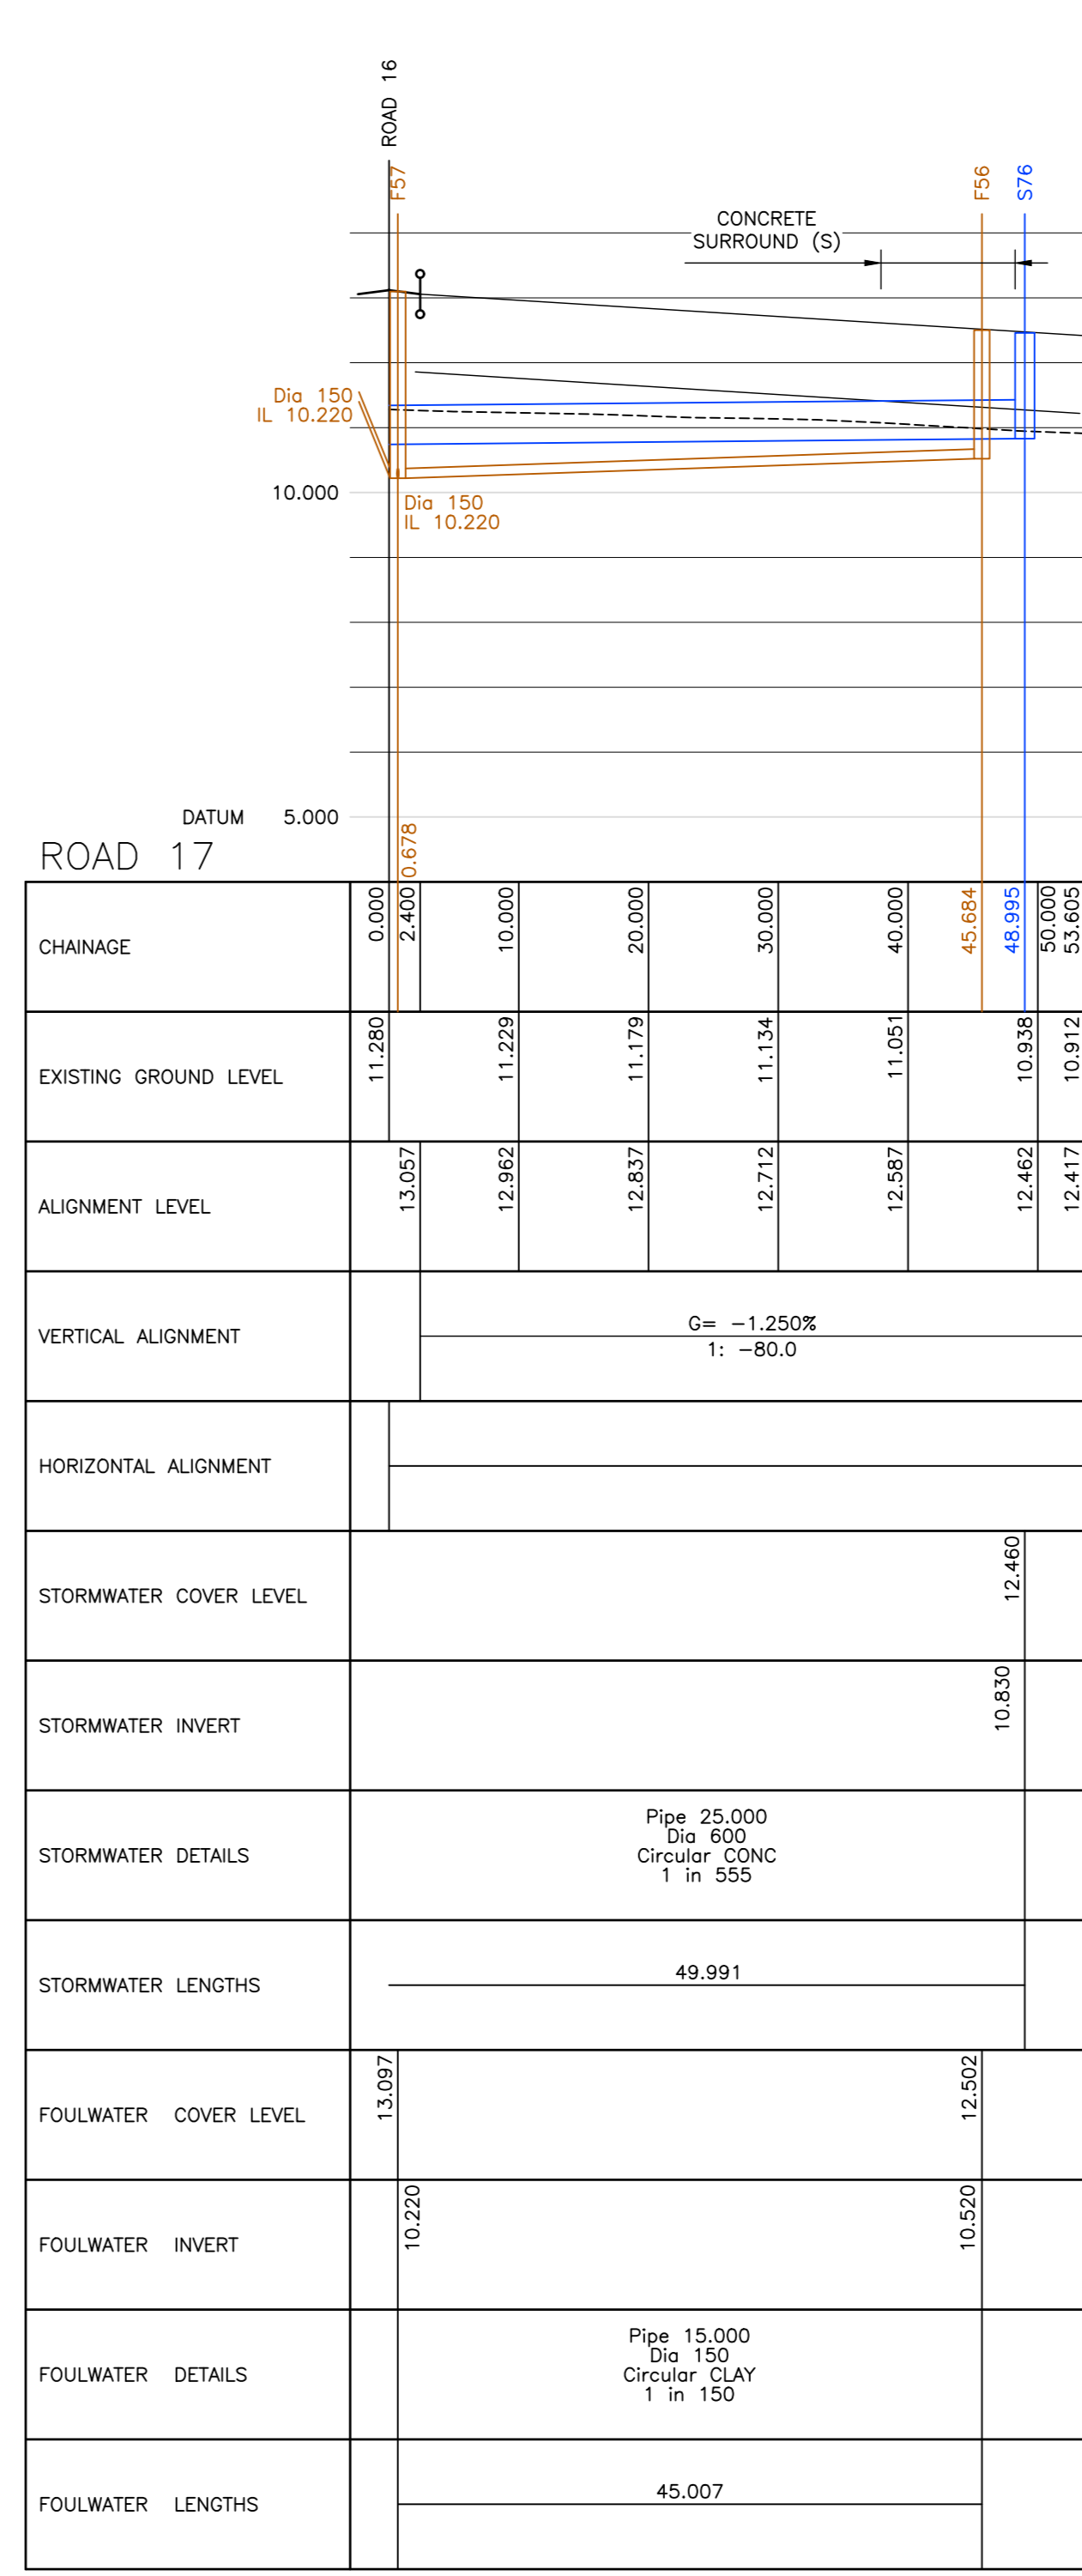 ROAD 16
F57
F56
S76
CONCRETE
SURROUND (S)
Dia 150
IL 10.220
10.000
Dia 150
IL 10.220
DATUM 5.000
ROAD 17
0.678
CHAINAGE 0.000 2.400 10.000 20.000 30.000 40.000 45.684 48.995 50.000 53.605
EXISTING GROUND LEVEL 11.280 11.229 11.179 11.134 11.051 10.938 10.912
ALIGNMENT LEVEL 13.057 12.962 12.837 12.712 12.587 12.462 12.417
VERTICAL ALIGNMENT
G= -1.250%
1: -80.0
HORIZONTAL ALIGNMENT
STORMWATER COVER LEVEL 12.460
STORMWATER INVERT 10.830
STORMWATER DETAILS
Pipe 25.000
Dia 600
Circular CONC
1 in 555
STORMWATER LENGTHS 49.991
FOULWATER COVER LEVEL 13.097 12.502
FOULWATER INVERT 10.220 10.520
FOULWATER DETAILS
Pipe 15.000
Dia 150
Circular CLAY
1 in 150
FOULWATER LENGTHS 45.007